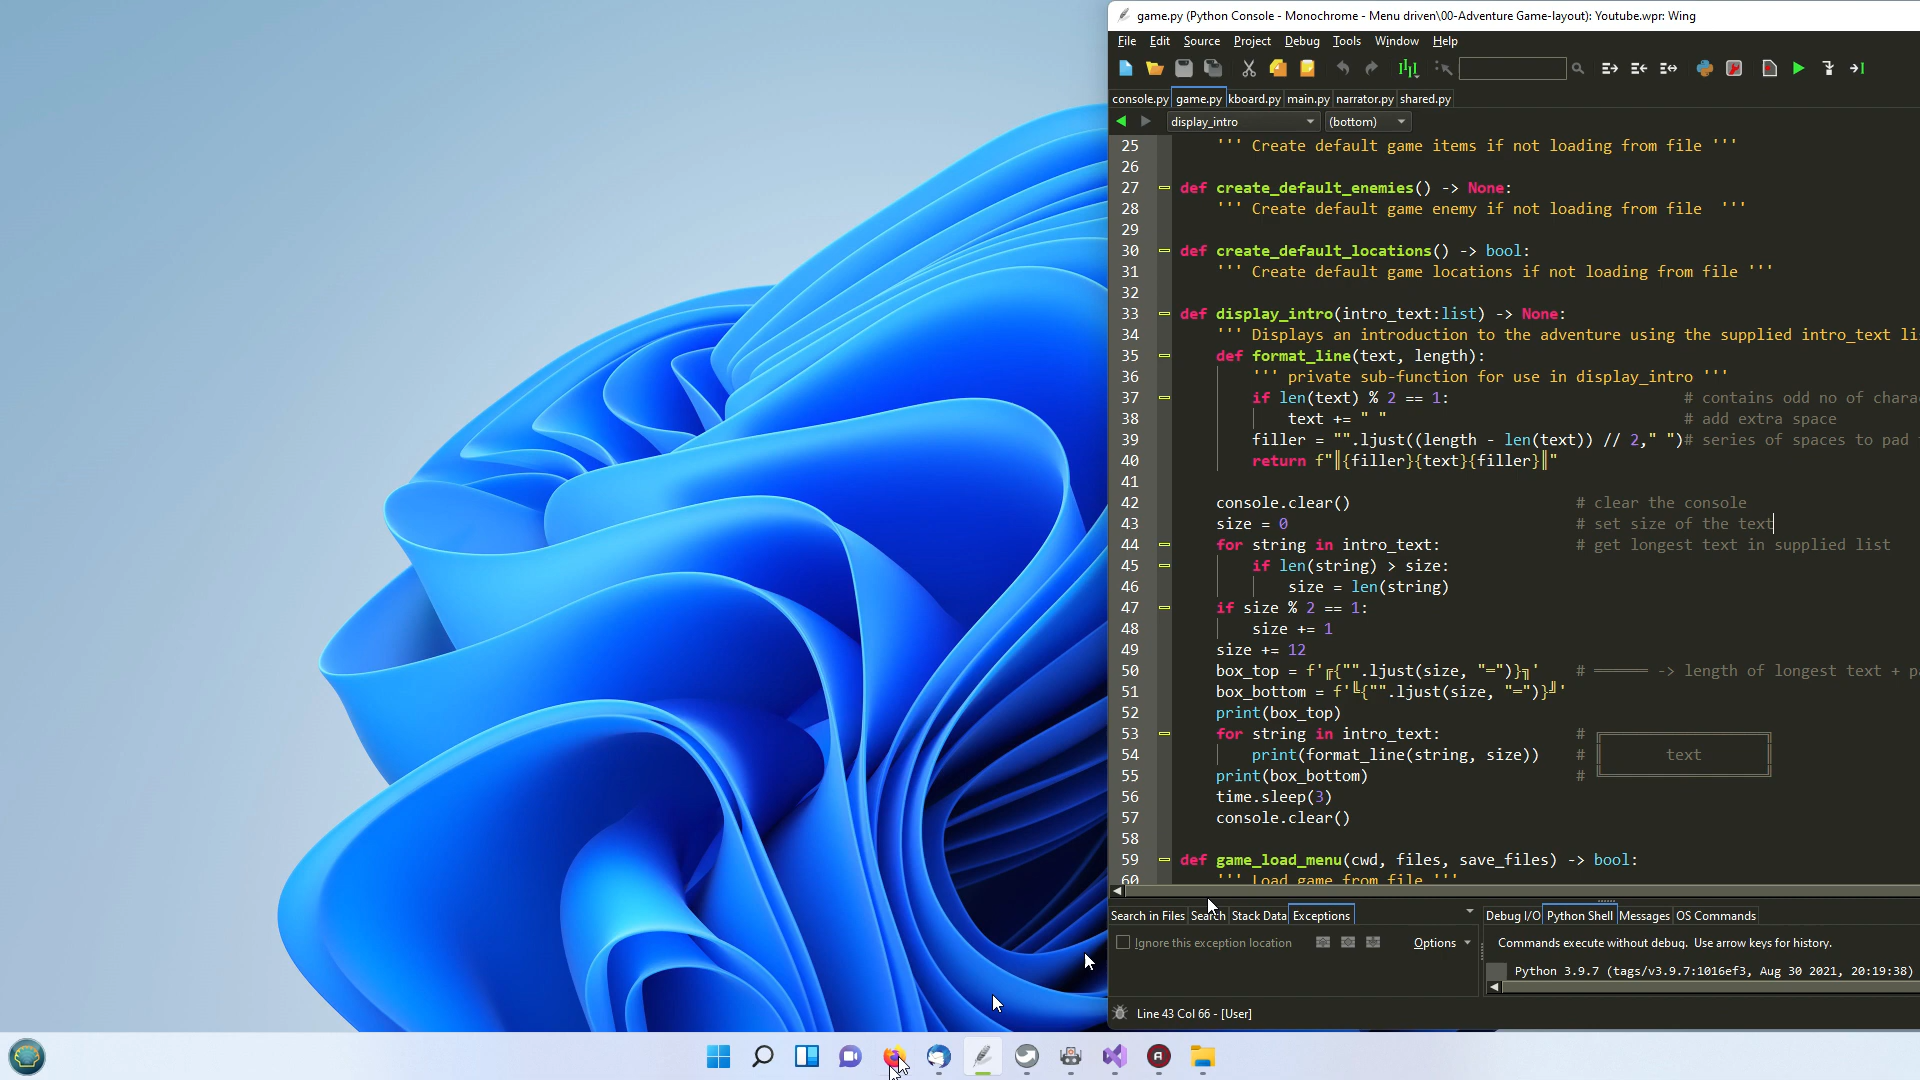 game.py (Python Console - Monochrome - Menu driven\00-Adventure Game-layout): Youtube.wpr: Wing
File Edit Source Project Debug Tools Window Help
console.py game.py kboard.py main.py narrator.py shared.py
display_intro (bottom)
25 ''' Create default game items if not loading from file '''
26
27 def create_default_enemies() -> None:
28 ''' Create default game enemy if not loading from file  '''
29
30 def create_default_locations() -> bool:
31 ''' Create default game locations if not loading from file '''
32
33 def display_intro(intro_text:list) -> None:
34 ''' Displays an introduction to the adventure using the supplied intro_text li
35 def format_line(text, length):
36 ''' private sub-function for use in display_intro '''
37 if len(text) % 2 == 1: # contains odd no of chara
38 text += " " # add extra space
39 filler = "".ljust((length - len(text)) // 2," ")# series of spaces to pad
40 return f"║{filler}{text}{filler}║"
41
42 console.clear() # clear the console
43 size = 0 # set size of the text
44 for string in intro_text: # get longest text in supplied list
45 if len(string) > size:
46 size = len(string)
47 if size % 2 == 1:
48 size += 1
49 size += 12
50 box_top = f'╔{"".ljust(size, "═")}╗' # ══════ -> length of longest text + p
51 box_bottom = f'╚{"".ljust(size, "═")}╝'
52 print(box_top)
53 for string in intro_text: # ╔══════════════════╗
54 print(format_line(string, size)) # ║ text ║
55 print(box_bottom) # ╚══════════════════╝
56 time.sleep(3)
57 console.clear()
58
59 def game_load_menu(cwd, files, save_files) -> bool:
60 ''' Load game from file '''
Search in Files Search Stack Data Exceptions Debug I/O Python Shell Messages OS Commands
Ignore this exception location Options Commands execute without debug. Use arrow keys for history.
Python 3.9.7 (tags/v3.9.7:1016ef3, Aug 30 2021, 20:19:38)
Line 43 Col 66 - [User]